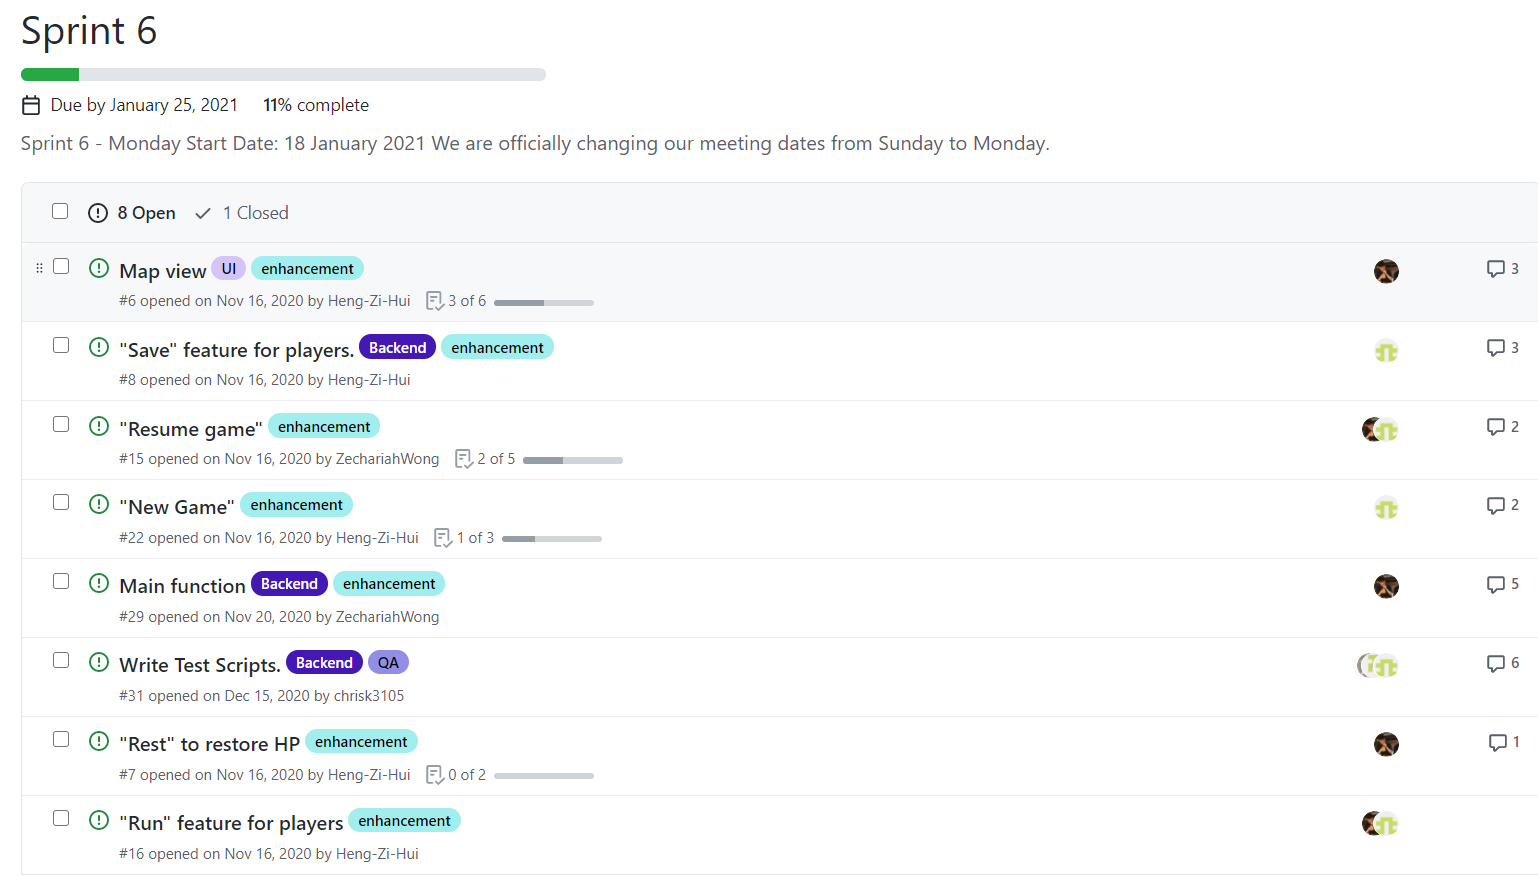 Sprint 6
Due by January 25, 2021 11% complete
Sprint 6 - Monday Start Date: 18 January 2021 We are officially changing our meeting dates from Sunday to Monday.
8 Open 1 Closed
Map view UI enhancement 3
#6 opened on Nov 16, 2020 by Heng-Zi-Hui 3 of 6
"Save" feature for players. Backend enhancement 3
#8 opened on Nov 16, 2020 by Heng-Zi-Hui
"Resume game" enhancement 2
#15 opened on Nov 16, 2020 by ZechariahWong 2 of 5
"New Game" enhancement 2
#22 opened on Nov 16, 2020 by Heng-Zi-Hui 1 of 3
Main function Backend enhancement 5
#29 opened on Nov 20, 2020 by ZechariahWong
Write Test Scripts. Backend QA 6
#31 opened on Dec 15, 2020 by chrisk3105
"Rest" to restore HP enhancement 1
#7 opened on Nov 16, 2020 by Heng-Zi-Hui 0 of 2
"Run" feature for players enhancement
#16 opened on Nov 16, 2020 by Heng-Zi-Hui